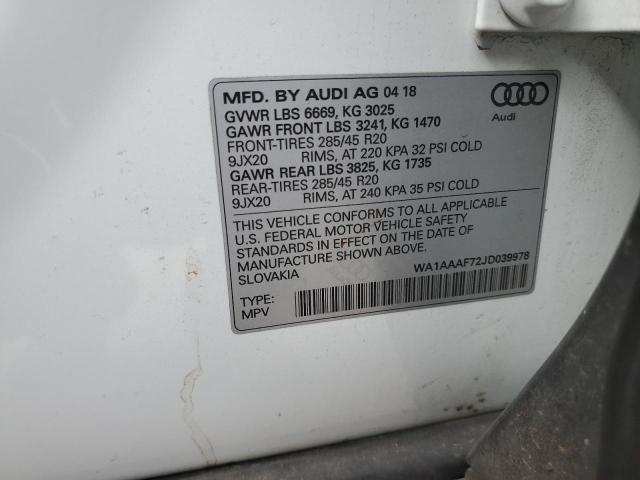 MFD. BY AUDI AG 04 18
GVWR LBS 6669, KG 3025
GAWR FRONT LBS 3241, KG 1470
FRONT-TIRES 285/45 R20
9JX20 RIMS, AT 220 KPA 32 PSI COLD
GAWR REAR LBS 3825, KG 1735
REAR-TIRES 285/45 R20
9JX20 RIMS, AT 240 KPA 35 PSI COLD
Audi
THIS VEHICLE CONFORMS TO ALL APPLICABLE
U.S. FEDERAL MOTOR VEHICLE SAFETY
STANDARDS IN EFFECT ON THE DATE OF
MANUFACTURE SHOWN ABOVE.
SLOVAKIA
WA1AAAF72JD039978
TYPE:
MPV